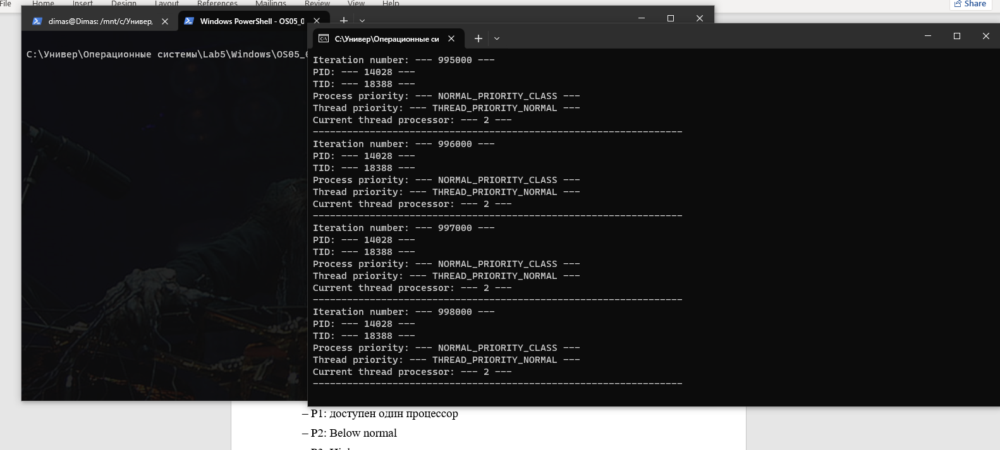 File Home Insert Design Layout References Mailings Review View Help Share
dimas@Dimas: /mnt/c/Универ, Windows PowerShell - OS05_0
C:\Универ\Операционные системы\Lab5\Windows\OS05_
C:\Универ\Операционные си
Iteration number: --- 995000 ---
PID: --- 14028 ---
TID: --- 18388 ---
Process priority: --- NORMAL_PRIORITY_CLASS ---
Thread priority: --- THREAD_PRIORITY_NORMAL ---
Current thread processor: --- 2 ---
-----------------------------------------------------------------
Iteration number: --- 996000 ---
PID: --- 14028 ---
TID: --- 18388 ---
Process priority: --- NORMAL_PRIORITY_CLASS ---
Thread priority: --- THREAD_PRIORITY_NORMAL ---
Current thread processor: --- 2 ---
-----------------------------------------------------------------
Iteration number: --- 997000 ---
PID: --- 14028 ---
TID: --- 18388 ---
Process priority: --- NORMAL_PRIORITY_CLASS ---
Thread priority: --- THREAD_PRIORITY_NORMAL ---
Current thread processor: --- 2 ---
-----------------------------------------------------------------
Iteration number: --- 998000 ---
PID: --- 14028 ---
TID: --- 18388 ---
Process priority: --- NORMAL_PRIORITY_CLASS ---
Thread priority: --- THREAD_PRIORITY_NORMAL ---
Current thread processor: --- 2 ---
-----------------------------------------------------------------
– P1: доступен один процессор
– P2: Below normal